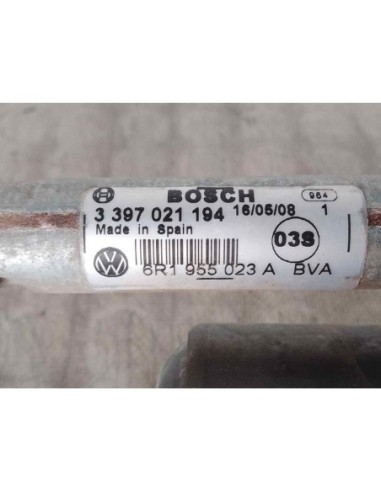 BOSCH 964
3 397 021 194 16/05/08 1
Made in Spain 03S
6R1 955 023 A BVA